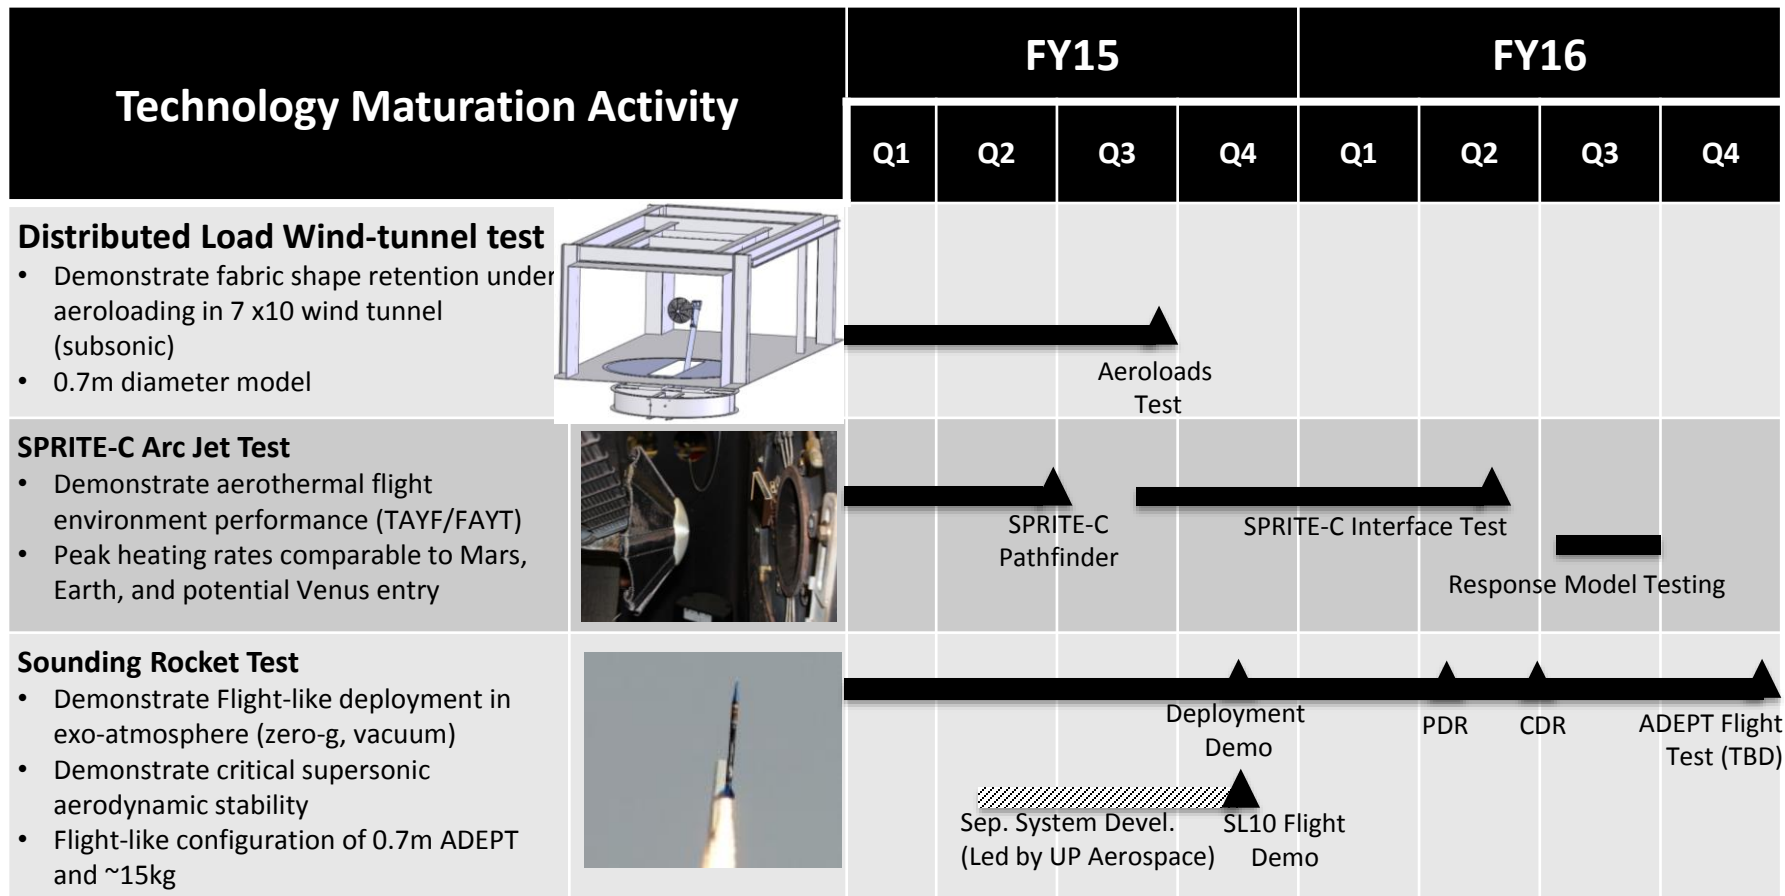 Technology Maturation Activity
FY15
FY16
Q1
Q2
Q3
Q4
Q1
Q2
Q3
Q4
Distributed Load Wind-tunnel test
• Demonstrate fabric shape retention under
aeroloading in 7 x10 wind tunnel
(subsonic)
• 0.7m diameter model
Aeroloads
Test
SPRITE-C Arc Jet Test
• Demonstrate aerothermal flight
environment performance (TAYF/FAYT)
• Peak heating rates comparable to Mars,
Earth, and potential Venus entry
SPRITE-C
Pathfinder
SPRITE-C Interface Test
Response Model Testing
Sounding Rocket Test
• Demonstrate Flight-like deployment in
exo-atmosphere (zero-g, vacuum)
• Demonstrate critical supersonic
aerodynamic stability
• Flight-like configuration of 0.7m ADEPT
and ~15kg
Deployment
Demo
PDR
CDR
ADEPT Flight
Test (TBD)
Sep. System Devel.
(Led by UP Aerospace)
SL10 Flight
Demo